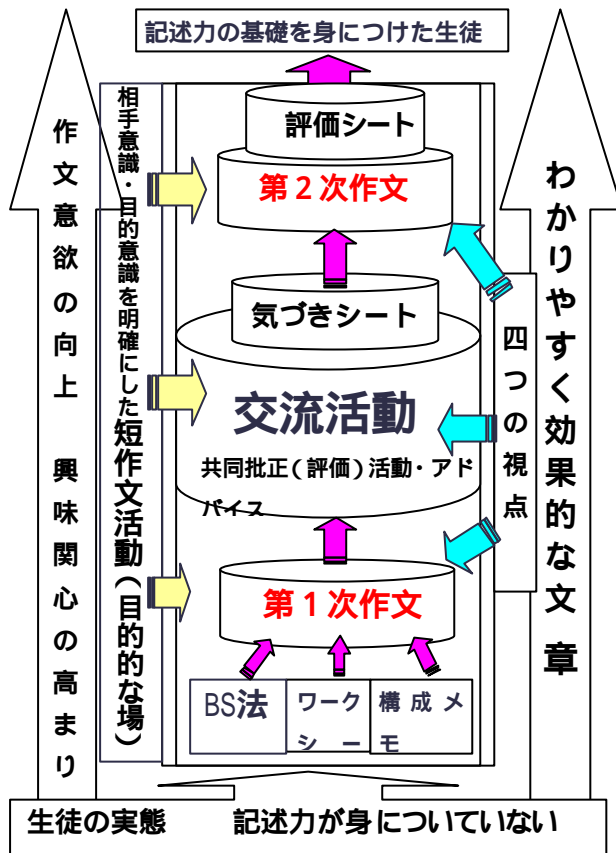 記述力の基礎を身につけた生徒
作文意欲の向上　興味関心の高まり
相手意識・目的意識を明確にした短作文活動(目的的な場)
評価シート
第2次作文
気づきシート
交流活動
共同批正(評価)活動・アド
バイス
第1次作文
BS法
ワーク
シー
構成メ
モ
四つの視点
わかりやすく効果的な文章
生徒の実態　記述力が身についていない